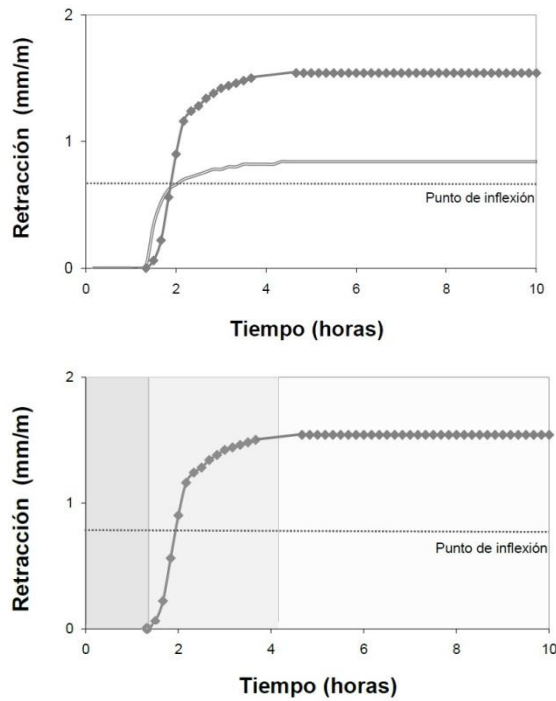 Retracción (mm/m)
2
1
0
Punto de inflexión
0 2 4 6 8 10
Tiempo (horas)
Retracción (mm/m)
2
1
0
Punto de inflexión
0 2 4 6 8 10
Tiempo (horas)